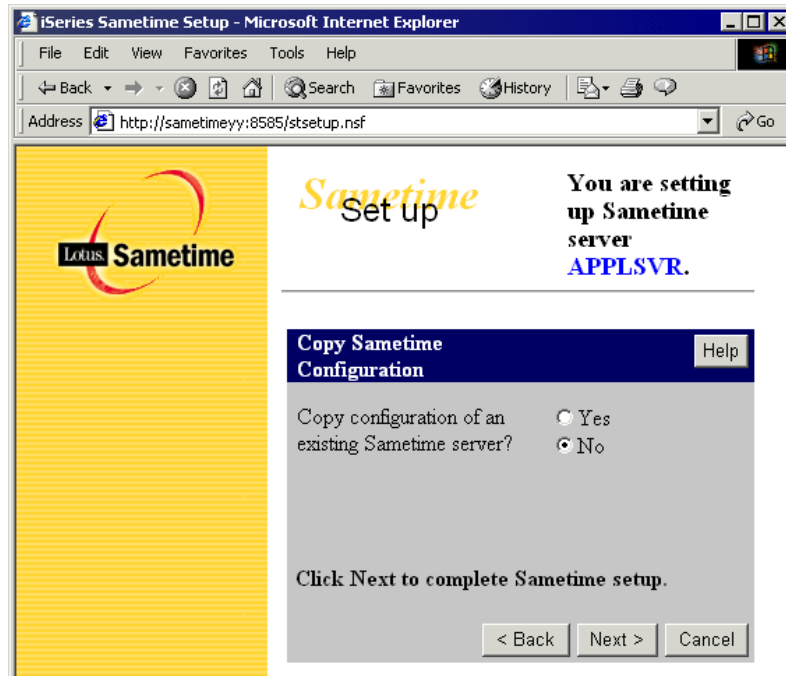 iSeries Sametime Setup - Microsoft Internet Explorer
File Edit View Favorites Tools Help
Back Search Favorites History
Address http://sametimeyy:8585/stsetup.nsf Go
Lotus. Sametime
Sametime
Set up
You are setting
up Sametime
server
APPLSVR.
Copy Sametime
Configuration
Help
Copy configuration of an
existing Sametime server?
Yes
No
Click Next to complete Sametime setup.
< Back Next > Cancel